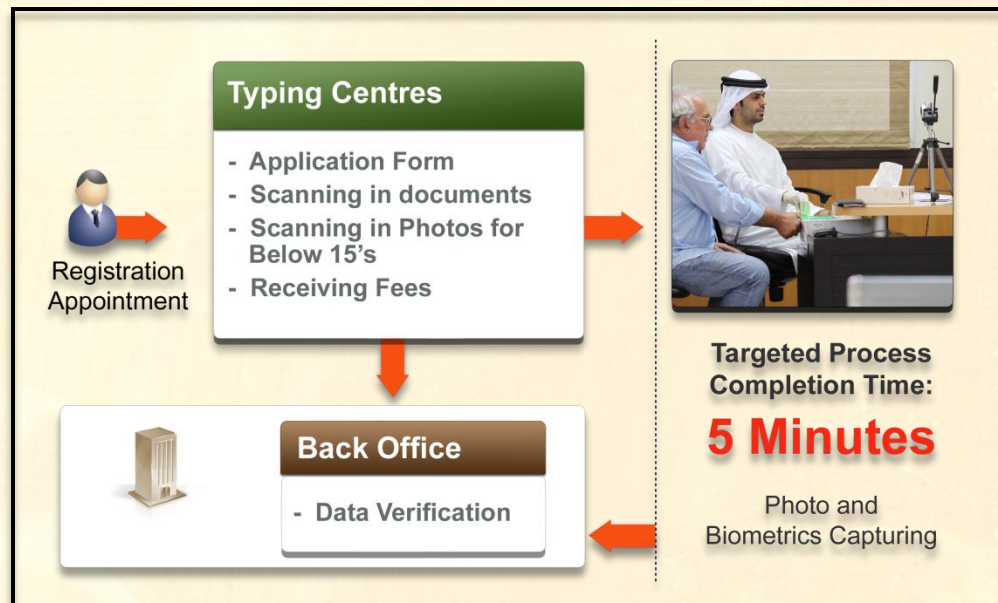 Registration
Appointment
Typing Centres
- Application Form
- Scanning in documents
- Scanning in Photos for
Below 15's
- Receiving Fees
Back Office
- Data Verification
Targeted Process
Completion Time:
5 Minutes
Photo and
Biometrics Capturing